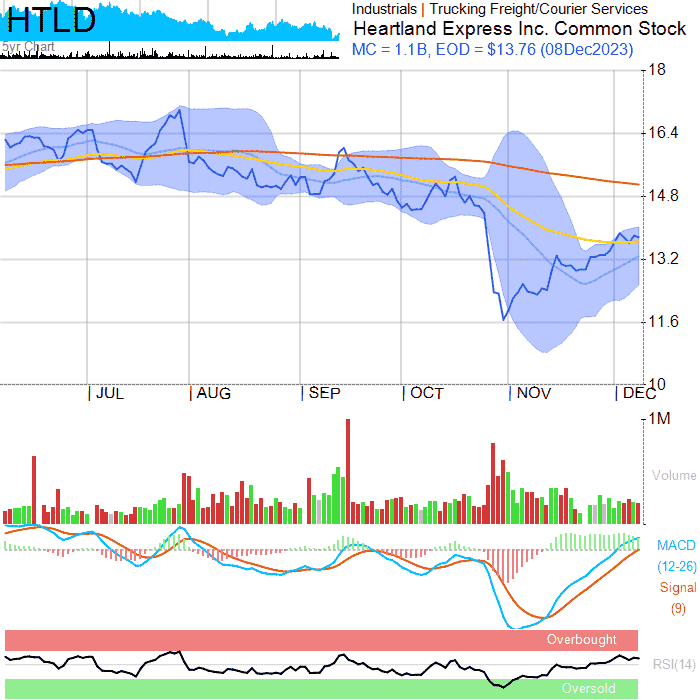 HTLD
5yr Chart
Industrials | Trucking Freight/Courier Services
Heartland Express Inc. Common Stock
MC = 1.1B, EOD = $13.76 (08Dec2023)
18
16.4
14.8
13.2
11.6
10
JUL AUG SEP OCT NOV DEC
1M
Volume
MACD
(12-26)
Signal
(9)
Overbought
RSI(14)
Oversold